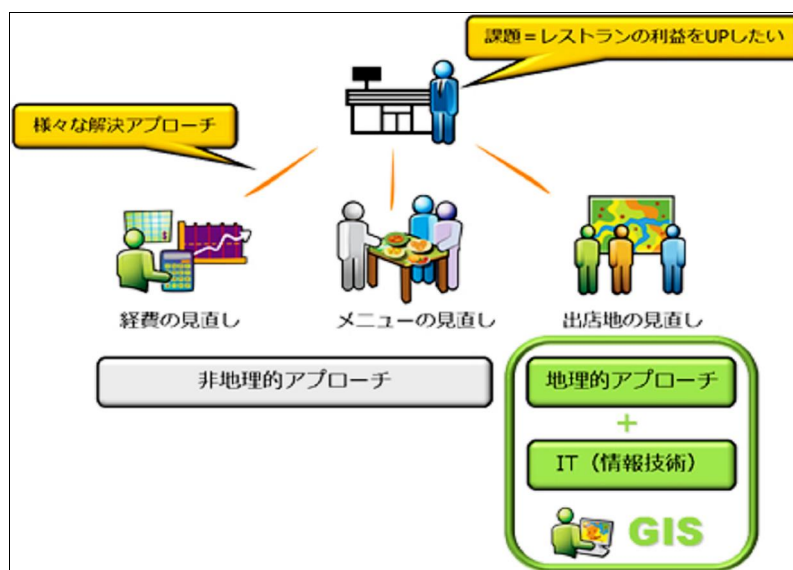 課題=レストランの利益をUPしたい
様々な解決アプローチ
経費の見直し
メニューの見直し
出店地の見直し
非地理的アプローチ
地理的アプローチ
+
IT（情報技術）
GIS